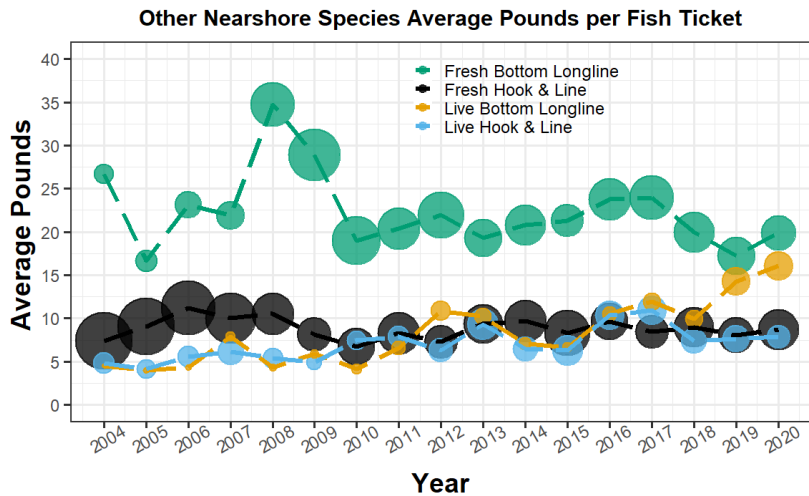 Other Nearshore Species Average Pounds per Fish Ticket
40
35
30
25
20
15
10
5
0
Average Pounds
Fresh Bottom Longline
Fresh Hook & Line
Live Bottom Longline
Live Hook & Line
2004 2005 2006 2007 2008 2009 2010 2011 2012 2013 2014 2015 2016 2017 2018 2019 2020
Year